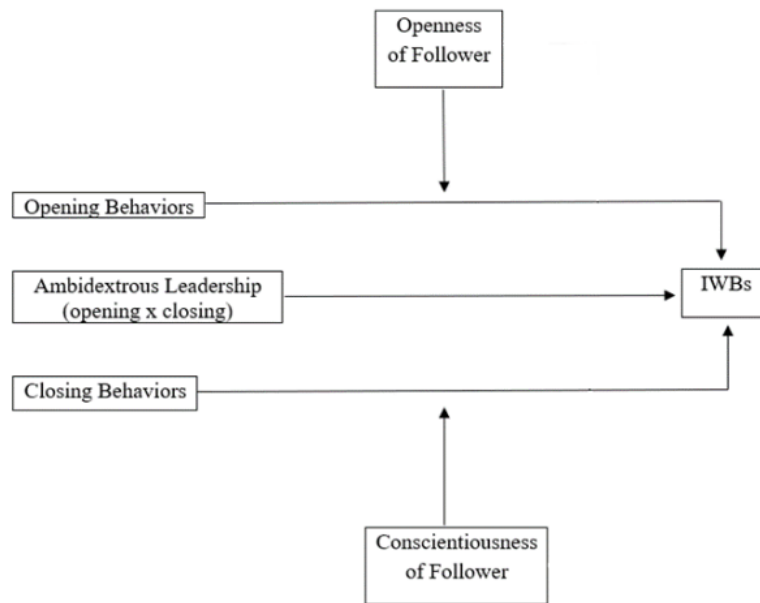 Openness
of Follower
Opening Behaviors
Ambidextrous Leadership
(opening x closing)
IWBs
Closing Behaviors
Conscientiousness
of Follower